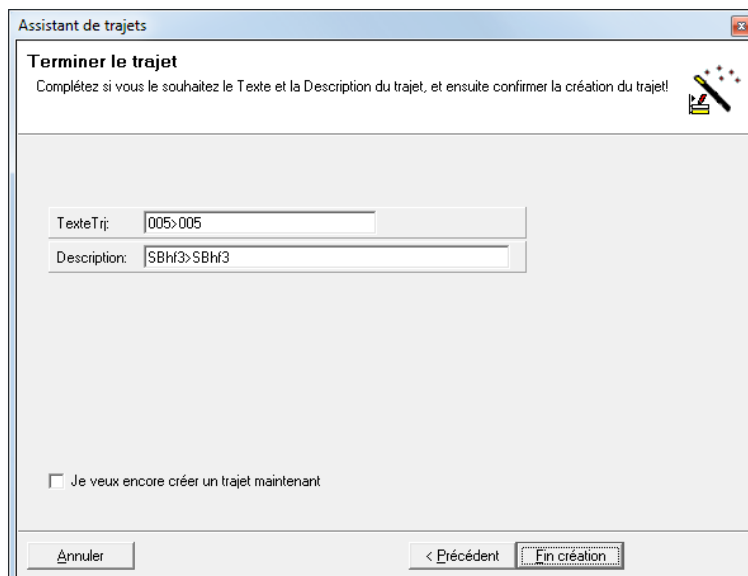 Assistant de trajets
Terminer le trajet
Complétez si vous le souhaitez le Texte et la Description du trajet, et ensuite confirmer la création du trajet!
TexteTrj: 005>005
Description: SBhf3>SBhf3
Je veux encore créer un trajet maintenant
Annuler < Précédent Fin création